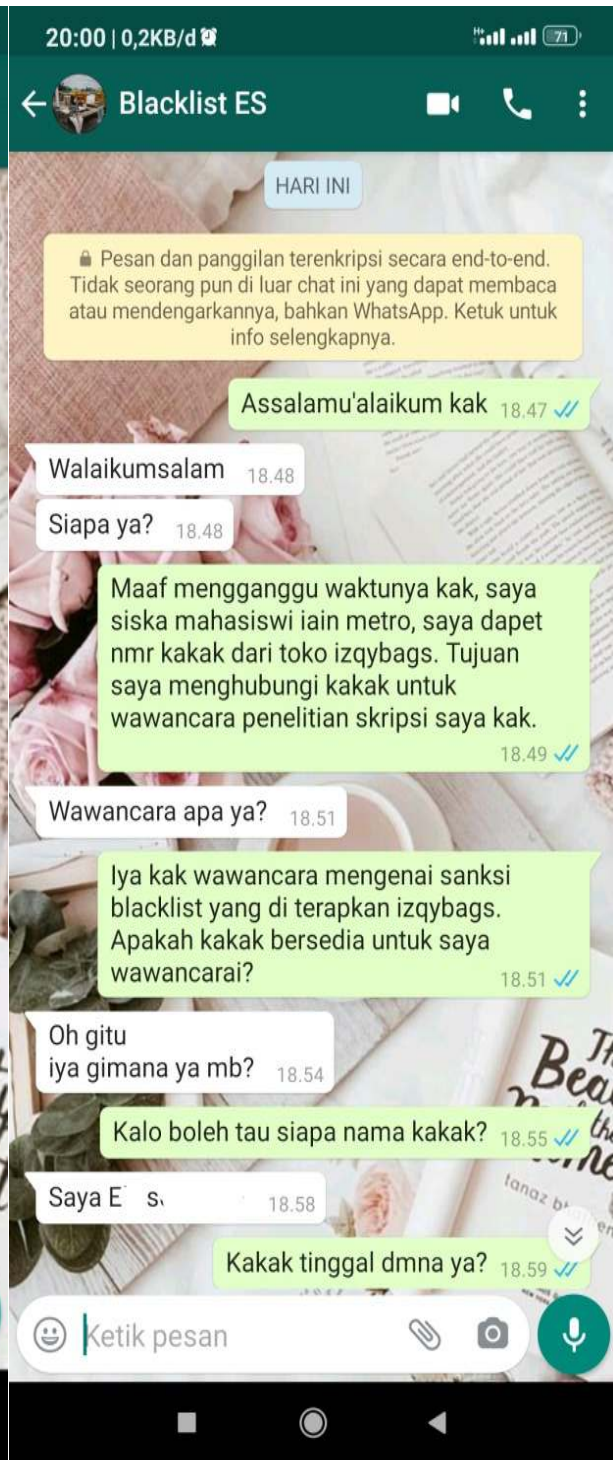 20:00 | 0,2KB/d
71
Blacklist ES
HARI INI
Pesan dan panggilan terenkripsi secara end-to-end.
Tidak seorang pun di luar chat ini yang dapat membaca
atau mendengarkannya, bahkan WhatsApp. Ketuk untuk
info selengkapnya.
Assalamu'alaikum kak 18.47
Walaikumsalam 18.48
Siapa ya? 18.48
Maaf mengganggu waktunya kak, saya
siska mahasiswi iain metro, saya dapet
nmr kakak dari toko izqybags. Tujuan
saya menghubungi kakak untuk
wawancara penelitian skripsi saya kak.
18.49
Wawancara apa ya? 18.51
Iya kak wawancara mengenai sanksi
blacklist yang di terapkan izqybags.
Apakah kakak bersedia untuk saya
wawancarai? 18.51
Oh gitu
iya gimana ya mb? 18.54
Kalo boleh tau siapa nama kakak? 18.55
Saya E s 18.58
Kakak tinggal dmna ya? 18.59
Ketik pesan